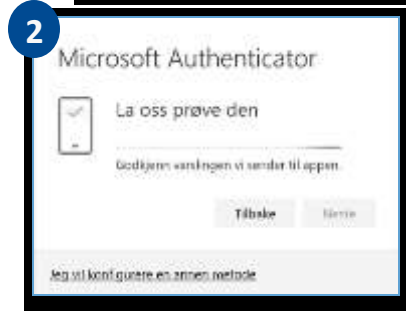 2
Microsoft Authenticator
La oss prøve den
Godkjenn varslingen vi sender til appen.
Tilbake Neste
Jeg vil konfigurere en annen metode